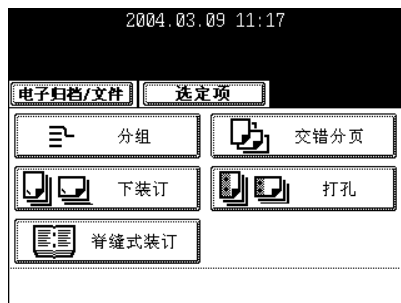 2004.03.09 11:17
电子归档/文件 选定项
分组 交错分页
下装订 打孔
脊缝式装订